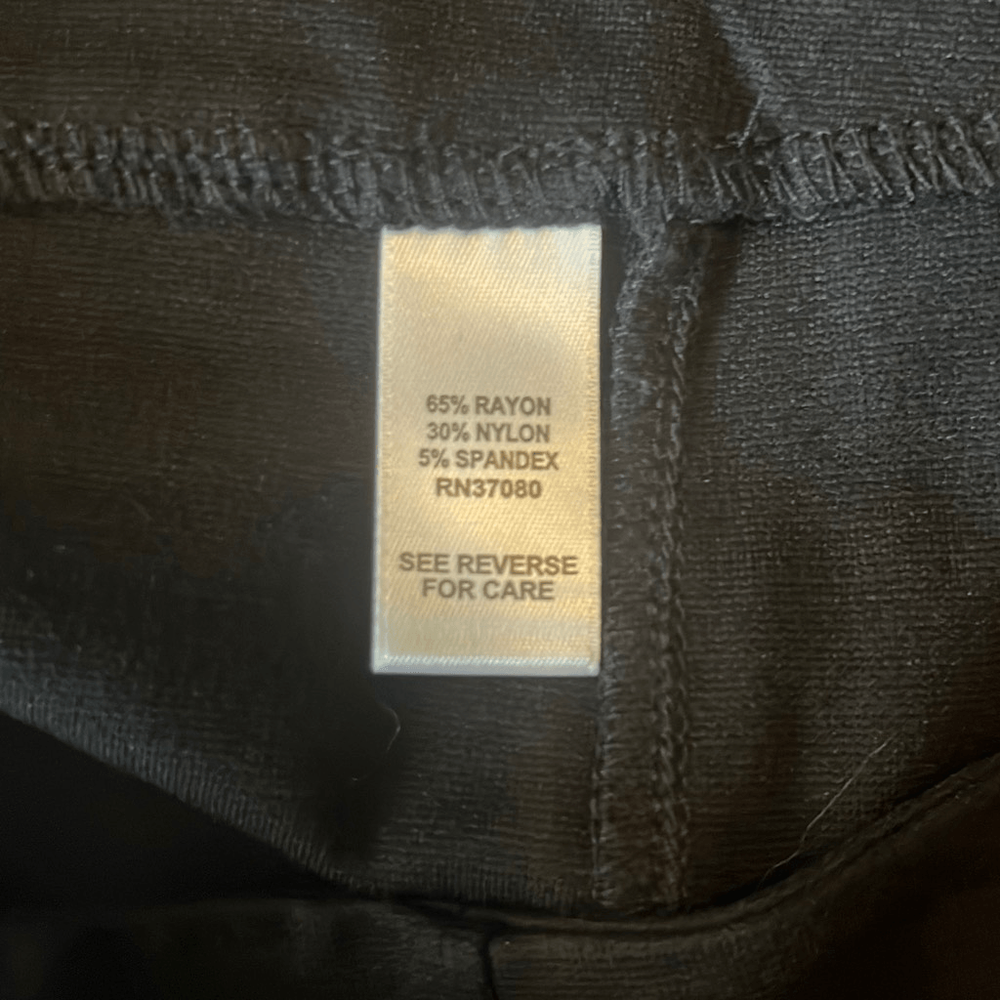 65% RAYON
30% NYLON
5% SPANDEX
RN37080
SEE REVERSE
FOR CARE